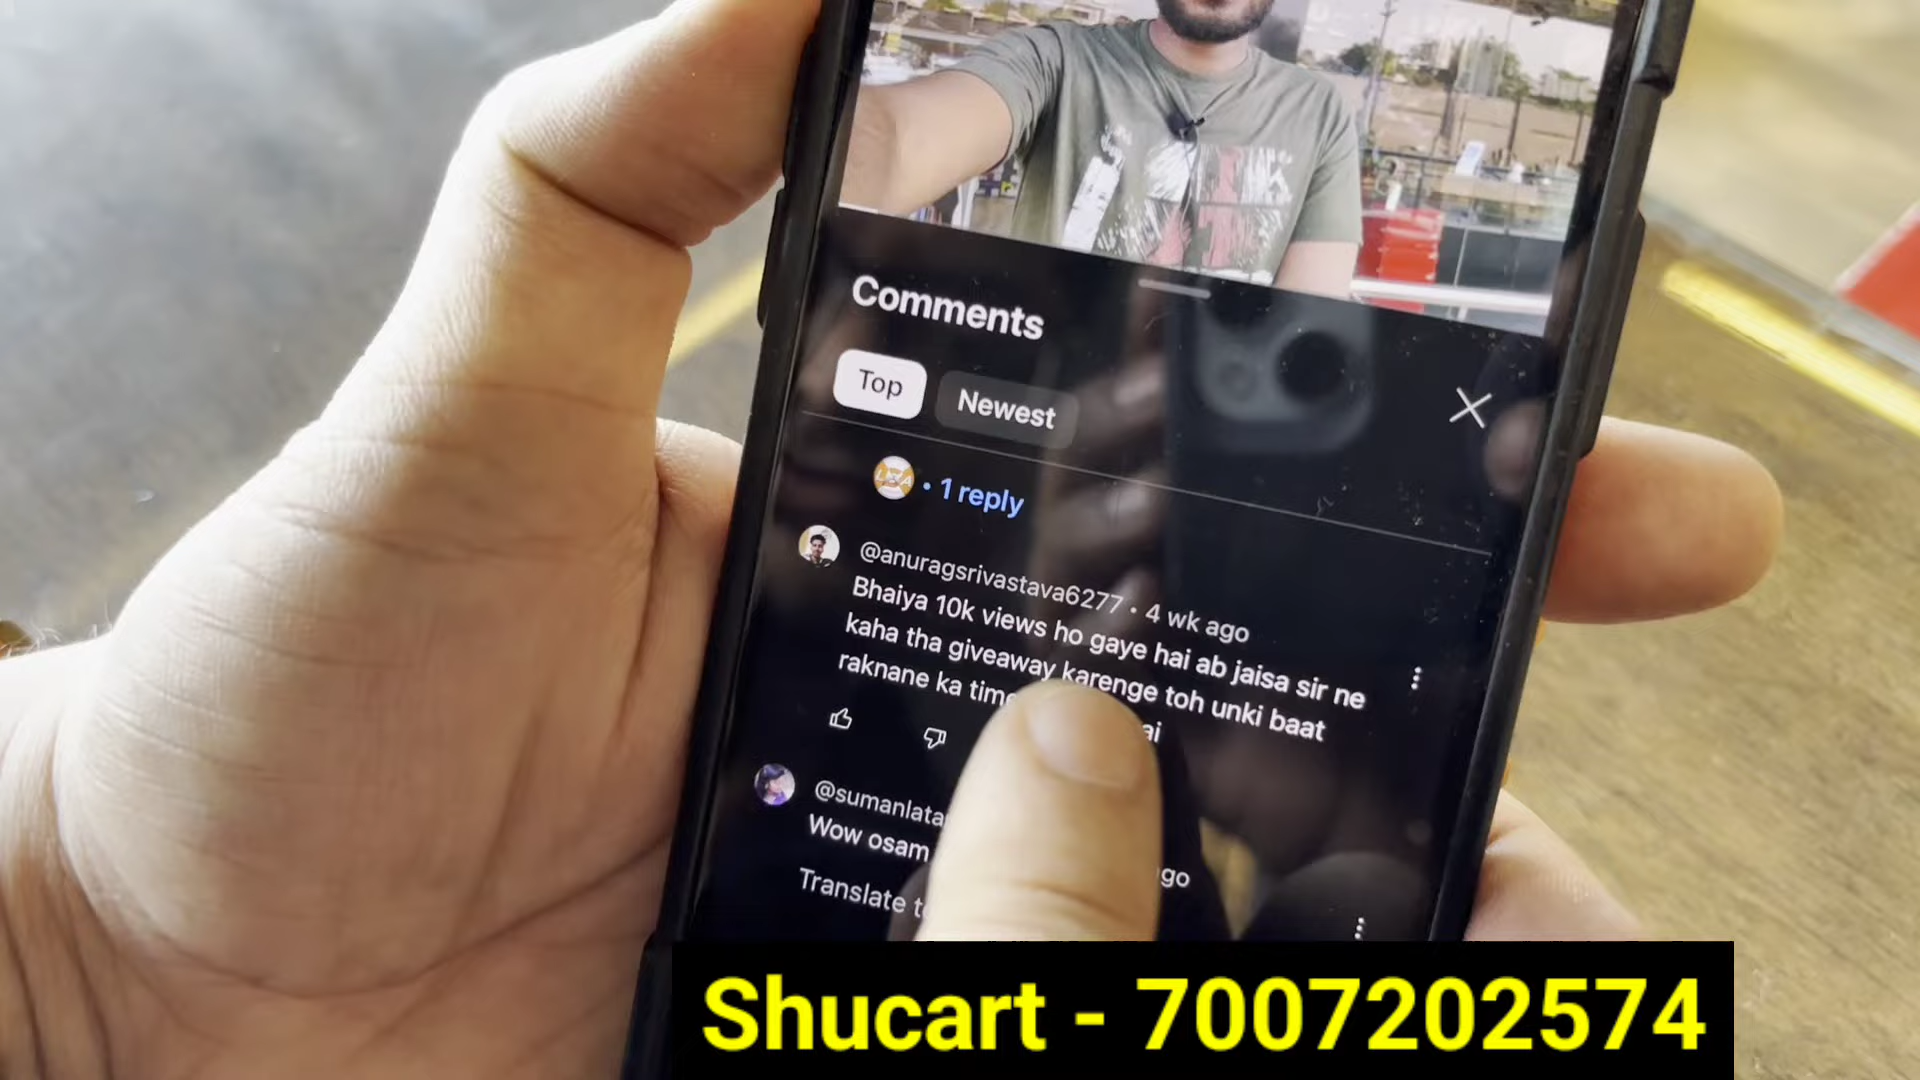 Comments
Top
Newest
• 1 reply
@anuragsrivastava6277 • 4 wk ago
Bhaiya 10k views ho gaye hai ab jaisa sir ne
kaha tha giveaway karenge toh unki baat
raknane ka
@sumanlata
Wow osam
Translate
Shucart - 7007202574